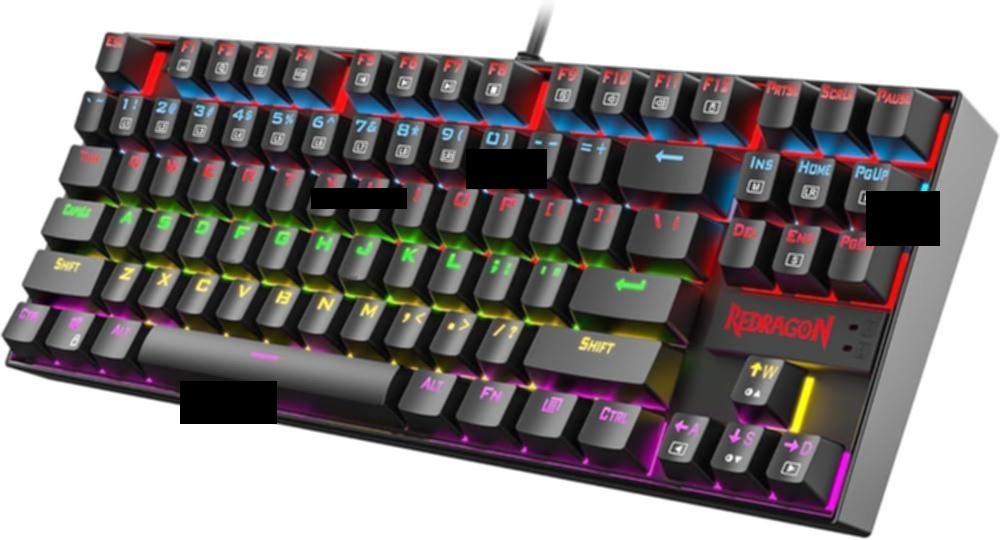 Esc F1 F2 F3 F4 F5 F6 F7 F8 F9 F10 F11 F12 PrtSc ScrLk Pause
`~ 1! 2@ 3# 4$ 5% 6^ 7& 8* 9( 0) =+ ← Ins Home PgUp
Tab Q W E R T O P [{ ]} \| Del End
CapsLk A S D F G H J K L ;: '" ↵
Shift Z X C V B N M ,< .> /? Shift
REDRAGON
↑W
Ctrl Alt Alt Fn Ctrl ←A ↓S →D